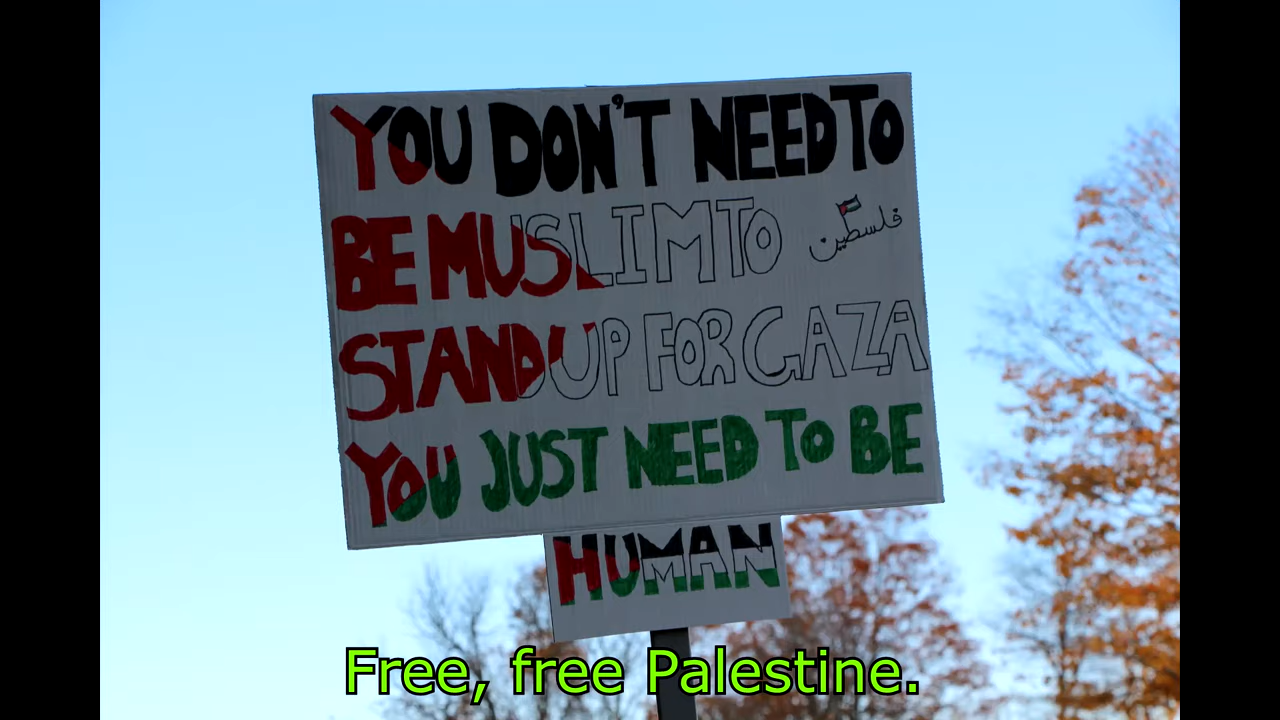 YOU DON'T NEED TO
BE MUSLIM TO
فلسطين
STAND UP FOR GAZA
YOU JUST NEED TO BE
HUMAN
Free, free Palestine.